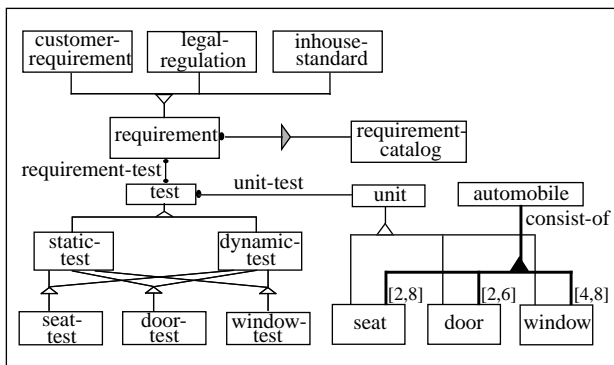 customer-
requirement
legal-
regulation
inhouse-
standard
requirement
requirement-
catalog
requirement-test
test
unit-test
unit
automobile
consist-of
static-
test
dynamic-
test
[2,8]
[2,6]
[4,8]
seat-
test
door-
test
window-
test
seat
door
window